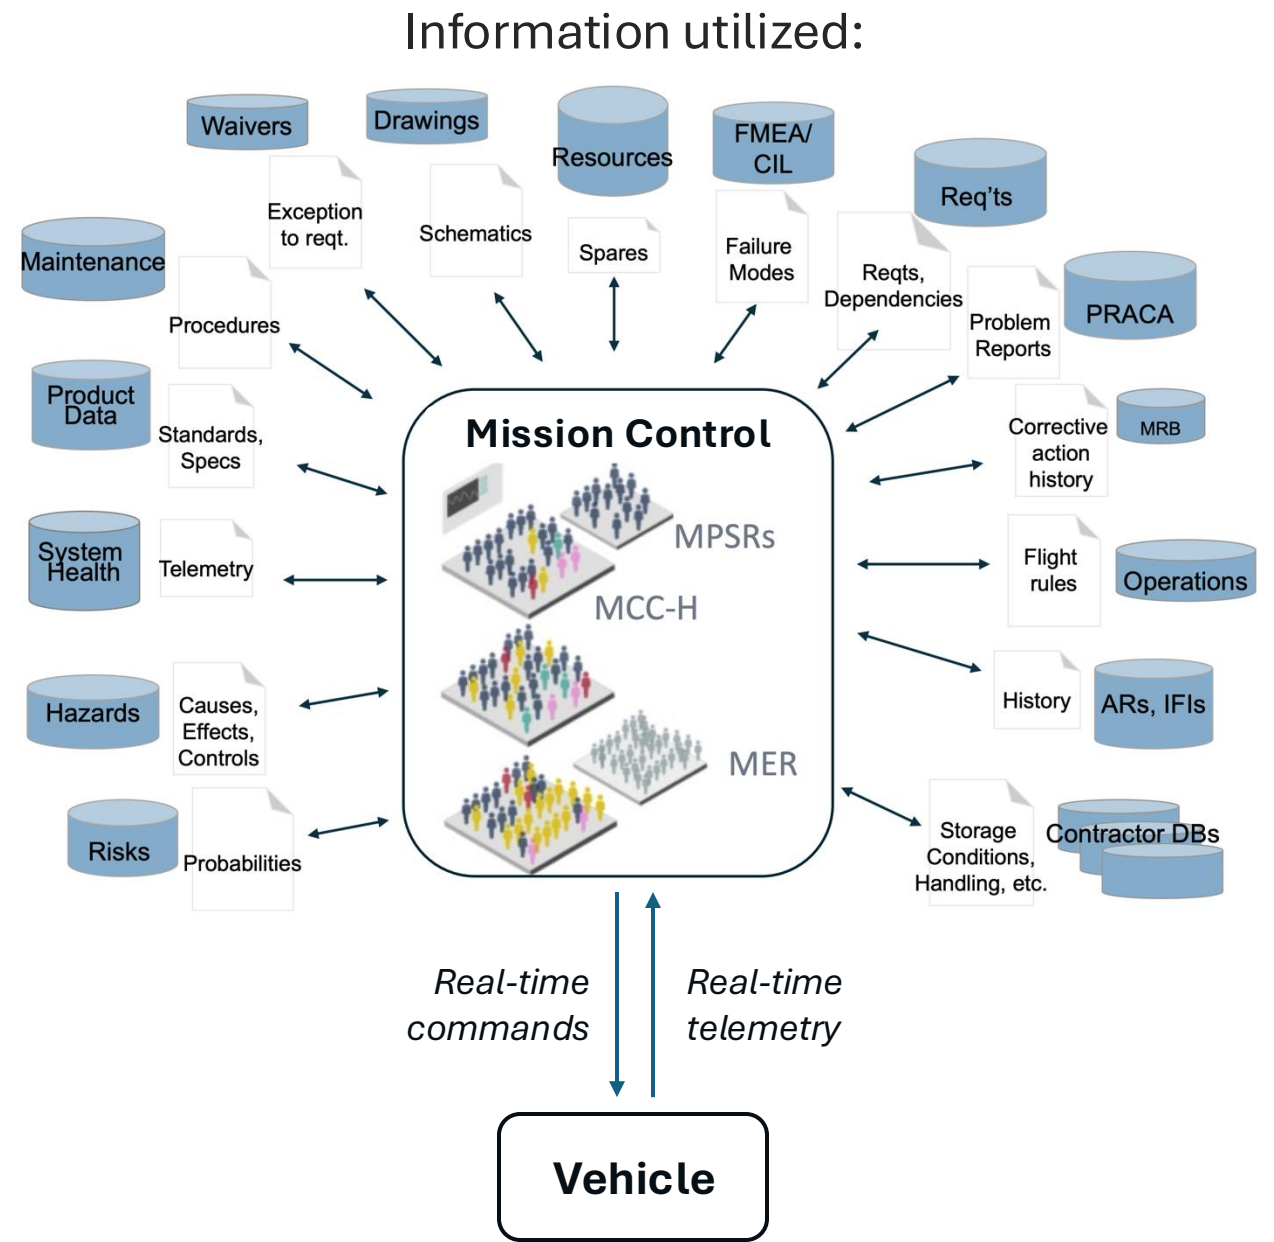 Information utilized:
Waivers
Drawings
Resources
FMEA/
CIL
Req'ts
Exception
to reqt.
Schematics
Spares
Failure
Modes
Reqts,
Dependencies
Maintenance
Procedures
Problem
Reports
PRACA
Product
Data
Standards,
Specs
Corrective
action
history
MRB
Mission Control
MPSRs
MCC-H
MER
System
Health
Telemetry
Flight
rules
Operations
Hazards
Causes,
Effects,
Controls
History
ARs, IFIs
Risks
Probabilities
Storage
Conditions,
Handling, etc.
Contractor DBs
Real-time
commands
Real-time
telemetry
Vehicle